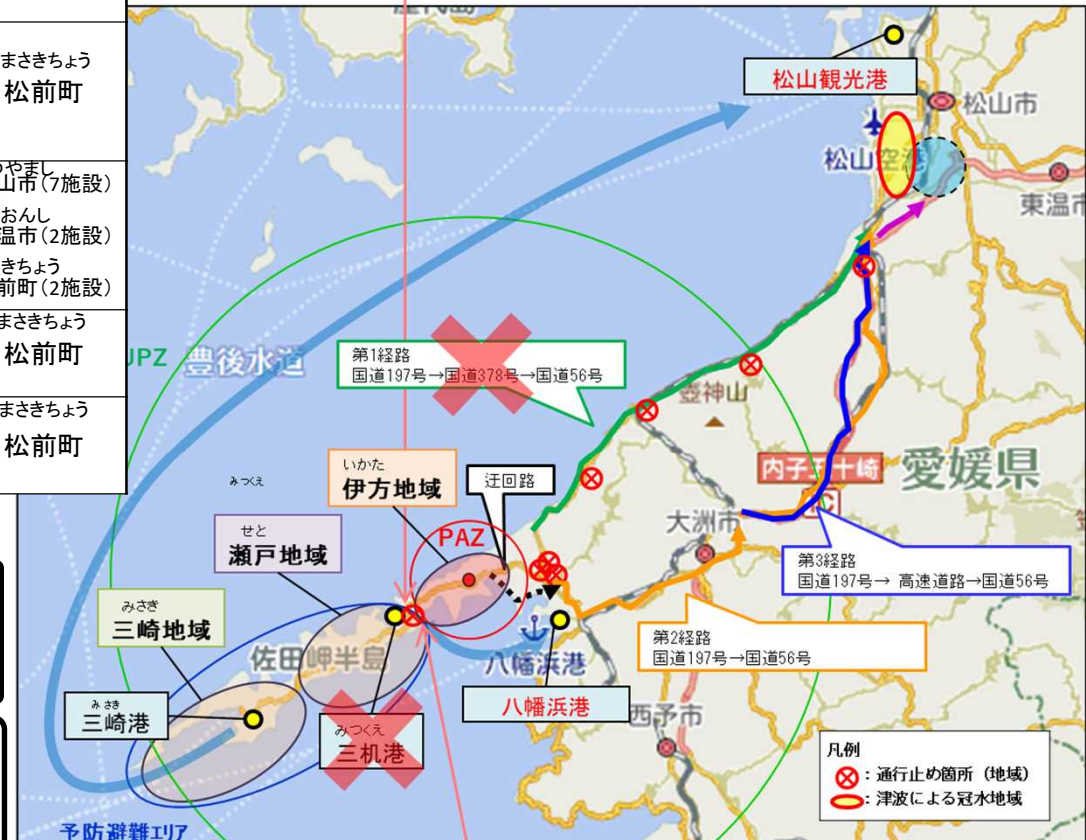 まさきちょう
松前町
山市(7施設)
おんし
温市(2施設)
きちょう
前町(2施設)
まさきちょう
松前町
まさきちょう
松前町
松山観光港
松山市
松山空港
東温市
UPZ
豊後水道
第1経路
国道197号→国道378号→国道56号
壺神山
いかた
伊方地域
迂回路
みつくえ
内子五十崎
IC
愛媛県
大洲市
せと
瀬戸地域
PAZ
第3経路
国道197号→ 高速道路→国道56号
みさき
三崎地域
佐田岬半島
八幡浜港
第2経路
国道197号→国道56号
みさき
三崎港
みつくえ
三机港
八幡浜港
西予市
凡例
：通行止め箇所（地域）
：津波による冠水地域
予防避難エリア